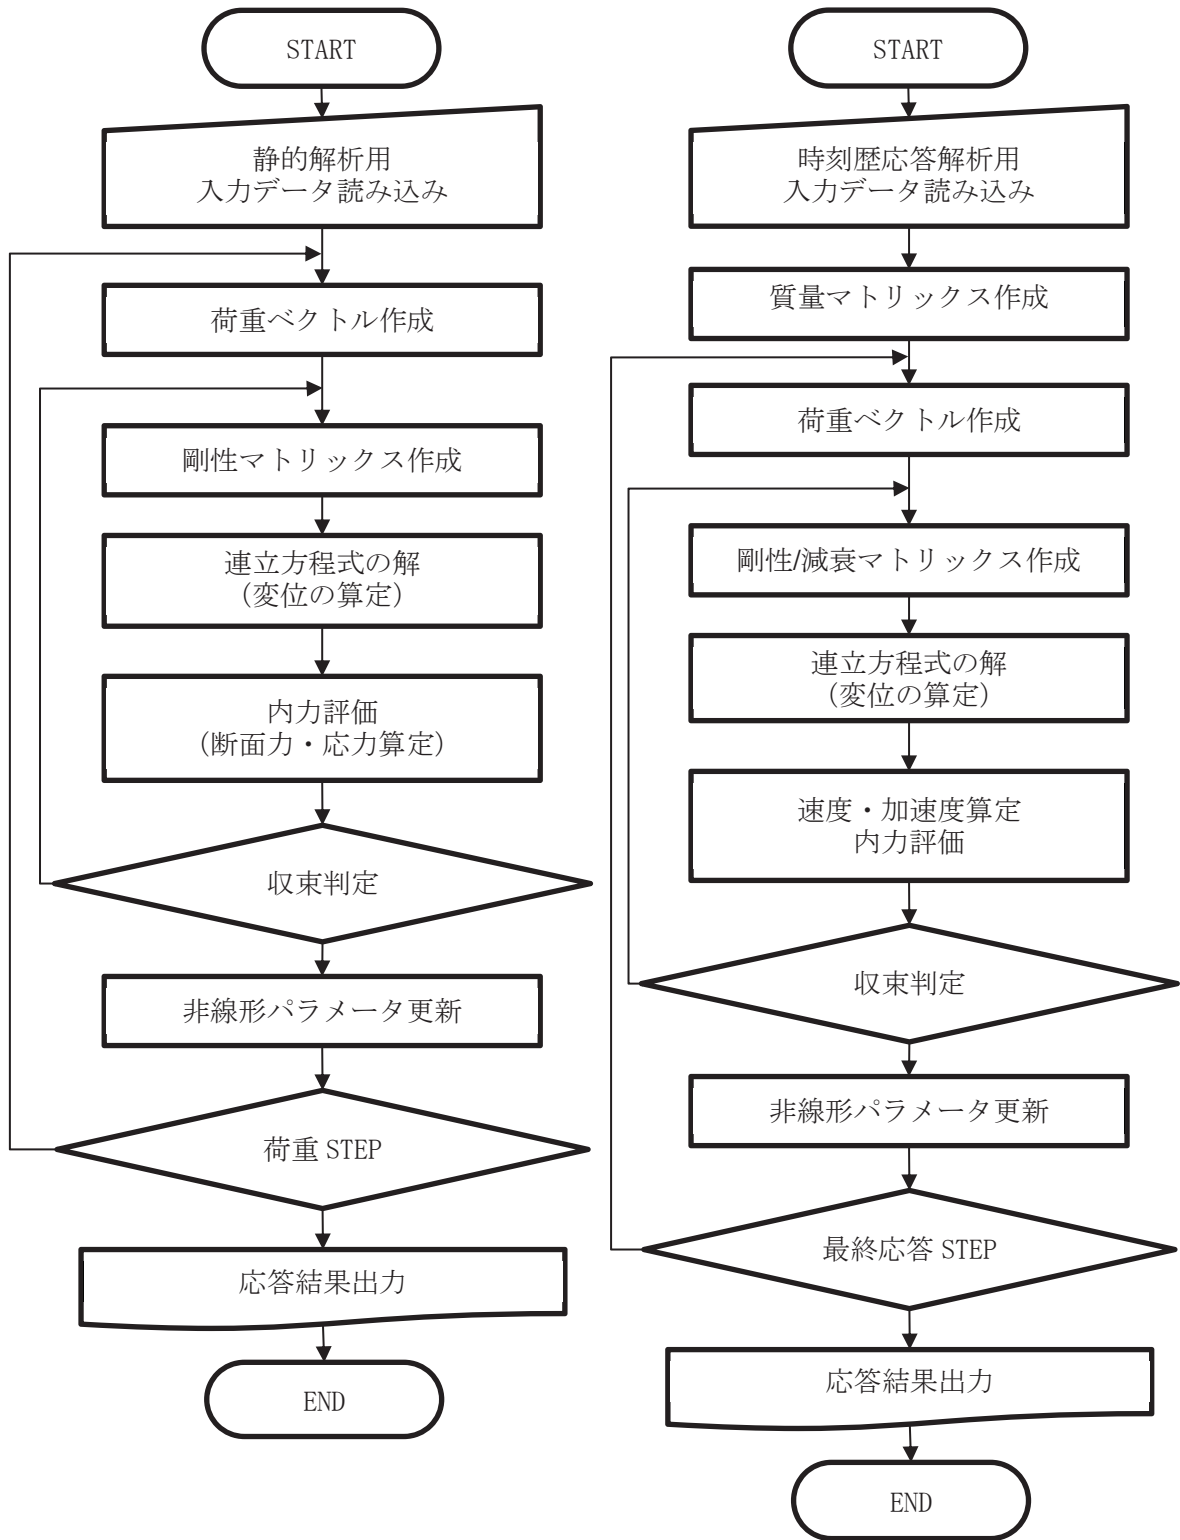 START
静的解析用
入力データ読み込み
荷重ベクトル作成
剛性マトリックス作成
連立方程式の解
（変位の算定）
内力評価
（断面力・応力算定）
収束判定
非線形パラメータ更新
荷重 STEP
応答結果出力
END
START
時刻歴応答解析用
入力データ読み込み
質量マトリックス作成
荷重ベクトル作成
剛性/減衰マトリックス作成
連立方程式の解
（変位の算定）
速度・加速度算定
内力評価
収束判定
非線形パラメータ更新
最終応答 STEP
応答結果出力
END